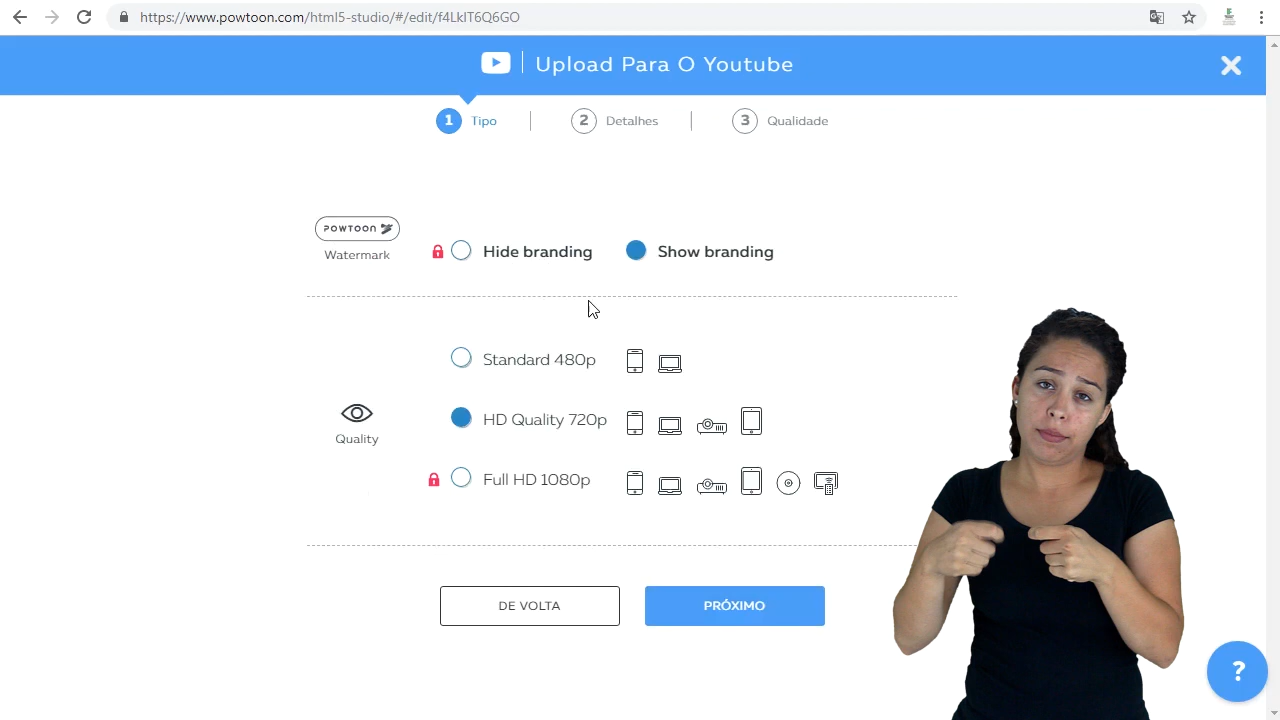 https://www.powtoon.com/html5-studio/#/edit/f4LkIT6Q6GO
Upload Para O Youtube
1 Tipo 2 Detalhes 3 Qualidade
POWTOON
Watermark
Hide branding Show branding
Standard 480p
HD Quality 720p
Quality
Full HD 1080p
DE VOLTA PRÓXIMO
?